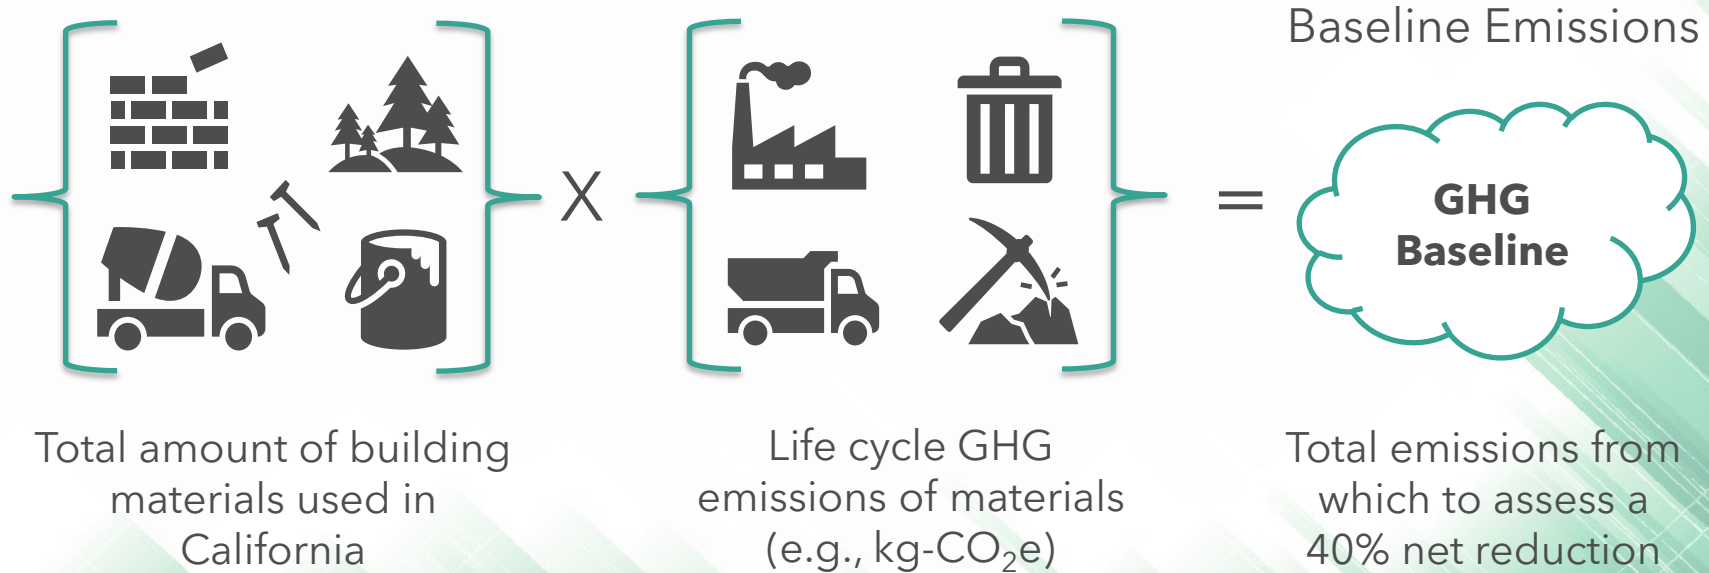 Baseline Emissions
X
=
GHG
Baseline
Total amount of building
materials used in
California
Life cycle GHG
emissions of materials
(e.g., kg-CO₂e)
Total emissions from
which to assess a
40% net reduction